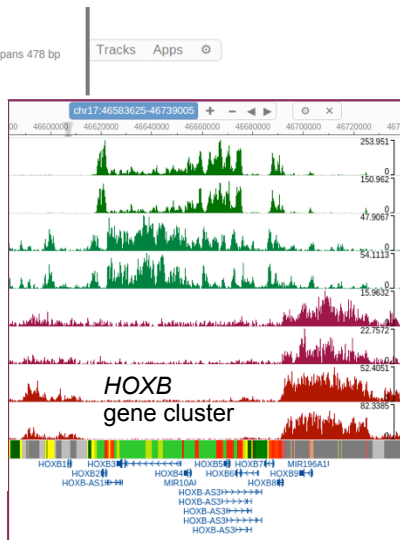 pans 478 bp
Tracks Apps
chr17:46583625-46739005 + − ◀ ▶ ⚙ ×
00 46600000 46620000 46640000 46660000 46680000 46700000 46720000 46
253.951
0
150.962
0
47.9067
0
54.1113
0
15.9632
0
22.7572
0
52.4051
0
82.3385
0
HOXB
gene cluster
HOXB1 HOXB3 HOXB5 HOXB7 MIR196A1
HOXB2 HOXB4 HOXB6 HOXB9
HOXB-AS1 MIR10A HOXB8
HOXB-AS3
HOXB-AS3
HOXB-AS3
HOXB-AS3